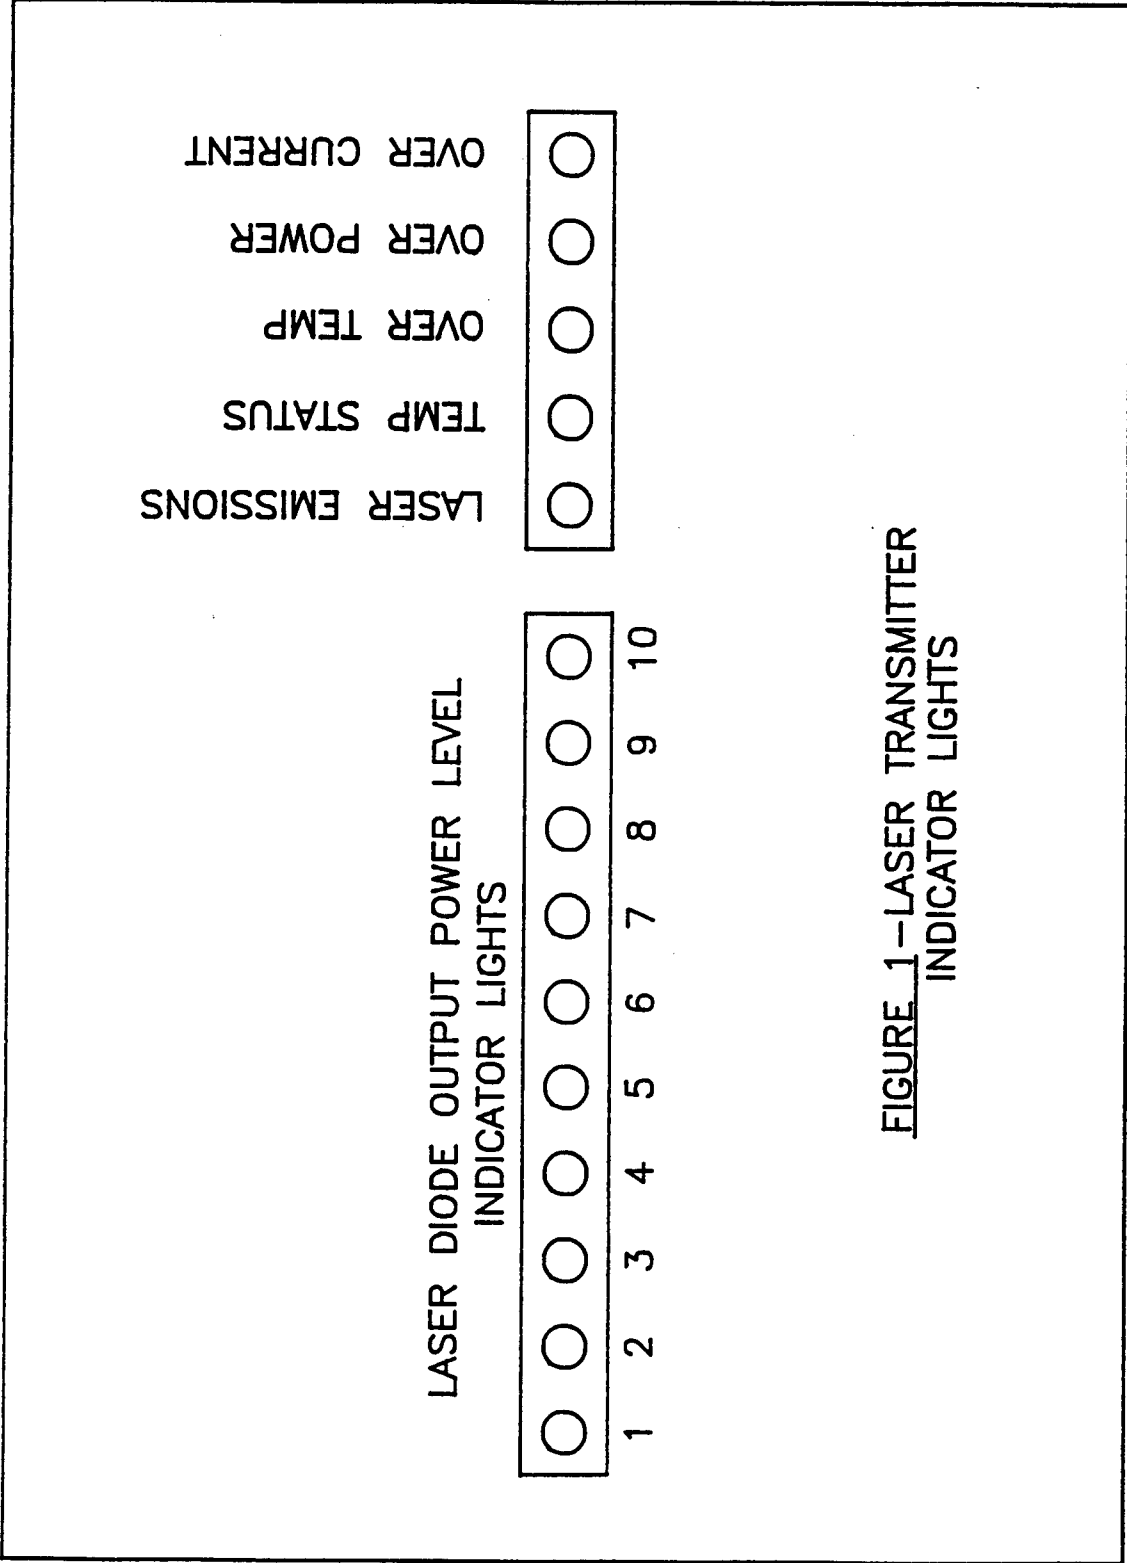 LASER DIODE OUTPUT POWER LEVEL
INDICATOR LIGHTS
1 2 3 4 5 6 7 8 9 10
LASER EMISSIONS
TEMP STATUS
OVER TEMP
OVER POWER
OVER CURRENT
FIGURE 1—LASER TRANSMITTER
INDICATOR LIGHTS